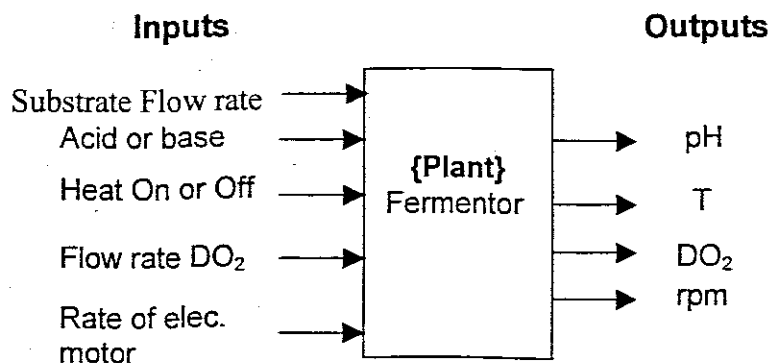 Inputs
Outputs
Substrate Flow rate
Acid or base
Heat On or Off
Flow rate DO₂
Rate of elec.
motor
{Plant}
Fermentor
pH
T
DO₂
rpm